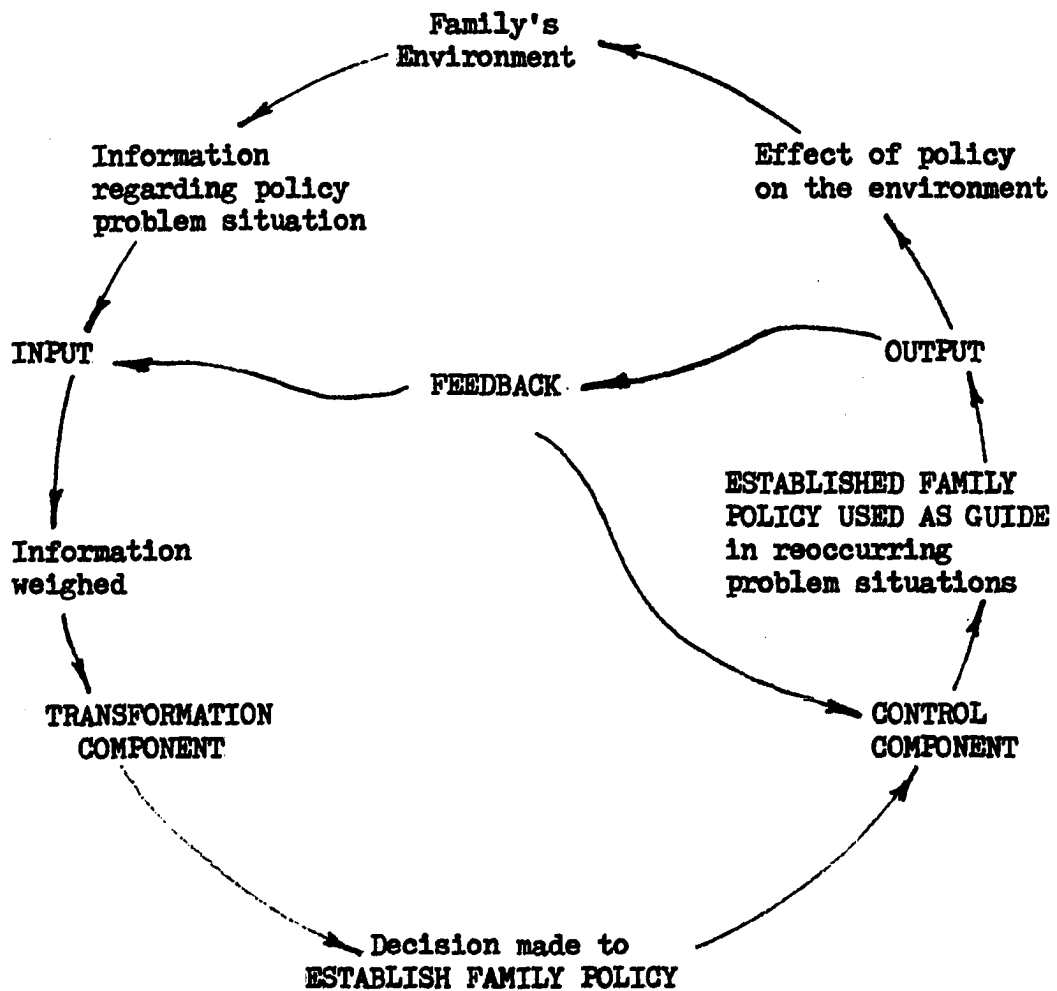 Family's
Environment
Information
regarding policy
problem situation
Effect of policy
on the environment
INPUT
FEEDBACK
OUTPUT
ESTABLISHED FAMILY
POLICY USED AS GUIDE
in reoccurring
problem situations
Information
weighed
TRANSFORMATION
COMPONENT
CONTROL
COMPONENT
Decision made to
ESTABLISH FAMILY POLICY